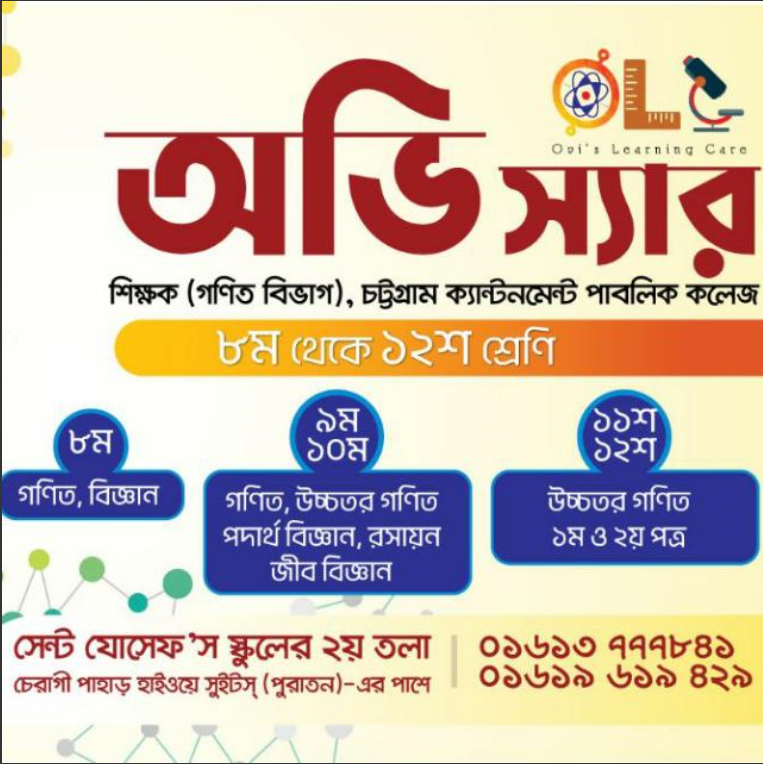 OLC
Ovi's Learning Care
অভি স্যার
শিক্ষক (গণিত বিভাগ), চট্টগ্রাম ক্যান্টনমেন্ট পাবলিক কলেজ
৮ম থেকে ১২শ শ্রেণি
৮ম
গণিত, বিজ্ঞান
৯ম
১০ম
গণিত, উচ্চতর গণিত
পদার্থ বিজ্ঞান, রসায়ন
জীব বিজ্ঞান
১১শ
১২শ
উচ্চতর গণিত
১ম ও ২য় পত্র
সেন্ট যোসেফ'স স্কুলের ২য় তলা
চেরাগী পাহাড় হাইওয়ে সুইটস্ (পুরাতন)-এর পাশে
০১৬১৩ ৭৭৭৮৪১
০১৬১৯ ৬১৯ ৪২৯